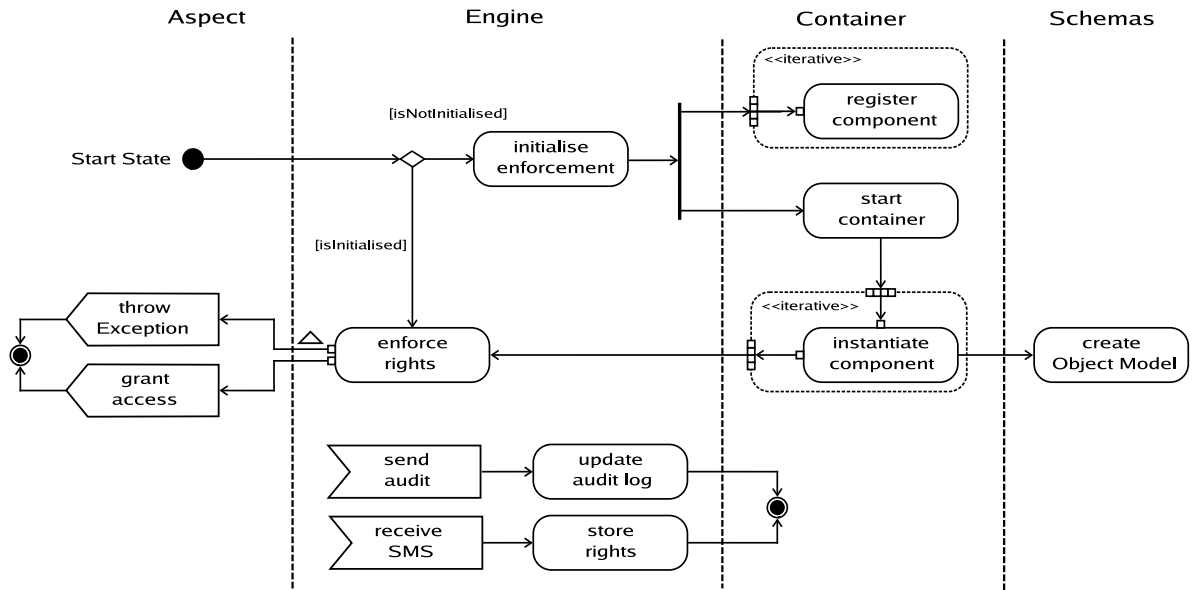 Aspect
Engine
Container
Schemas
<<iterative>>
register
component
[isNotInitialised]
initialise
enforcement
Start State
start
container
[isInitialised]
<<iterative>>
throw
Exception
enforce
rights
instantiate
component
create
Object Model
grant
access
send
audit
update
audit log
receive
SMS
store
rights